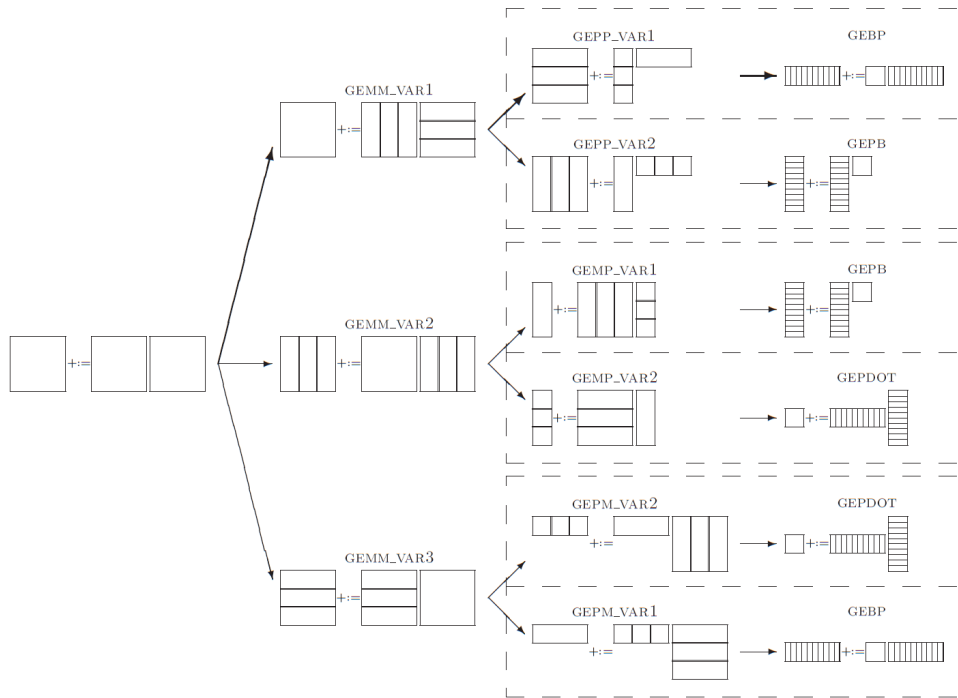 GEPP_VAR1 GEBP
+:= +:=
GEMM_VAR1
+:=
GEPP_VAR2 GEPB
+:= +:=
GEMP_VAR1 GEPB
+:= +:=
GEMM_VAR2
+:= +:=
GEMP_VAR2 GEPDOT
+:= +:=
GEPM_VAR2 GEPDOT
+:= +:=
GEMM_VAR3
+:=
GEPM_VAR1 GEBP
+:= +:=